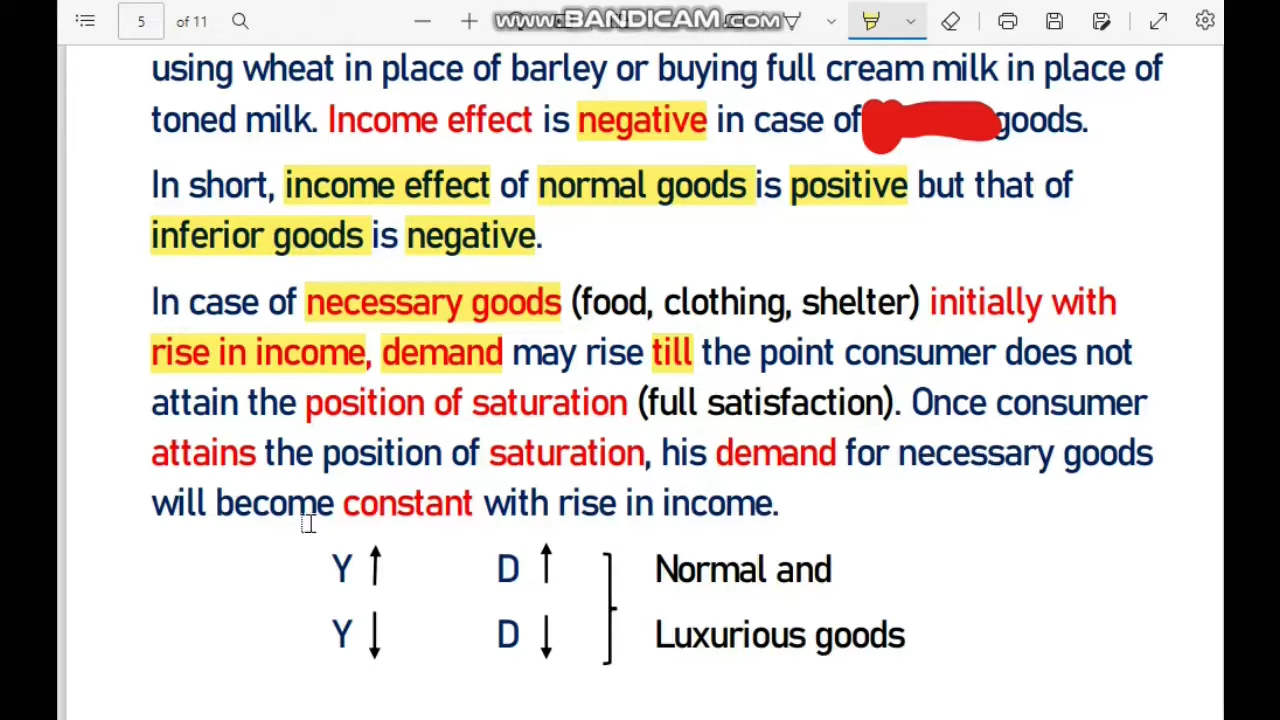 5 of 11
www.BANDICAM.com
using wheat in place of barley or buying full cream milk in place of
toned milk. Income effect is negative in case of goods.
In short, income effect of normal goods is positive but that of
inferior goods is negative.
In case of necessary goods (food, clothing, shelter) initially with
rise in income, demand may rise till the point consumer does not
attain the position of saturation (full satisfaction). Once consumer
attains the position of saturation, his demand for necessary goods
will become constant with rise in income.
Y ↑ D ↑ Normal and
Y ↓ D ↓ Luxurious goods